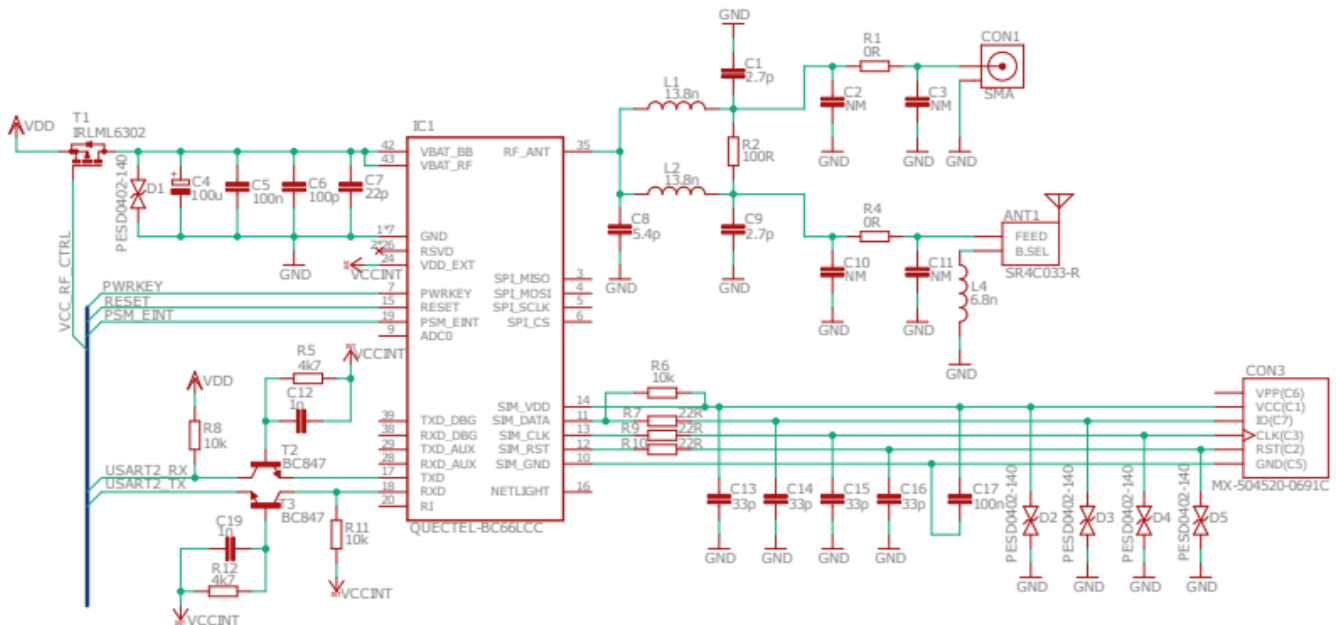 GND
CON1
R1
0R
C1
2.7p
L1
13.8n
C2
NM
C3
NM
SMA
T1
IRLML6302
VDD
IC1
42
VBAT_BB
43
VBAT_RF
RF_ANT
35
R2
100R
GND
GND
GND
PESD0402-140
D1
C4
100u
C5
100n
C6
100p
C7
22p
L2
13.8n
VCC_RF_CTRL
1*7
GND
2*26
RSVD
24
VDD_EXT
VCCINT
GND
C8
5.4p
C9
2.7p
R4
0R
ANT1
FEED
B.SEL
SR4C033-R
C10
NM
C11
NM
L4
6.8n
GND
GND
GND
GND
GND
SPI_MISO
3
SPI_MOSI
4
SPI_SCLK
5
SPI_CS
6
PWRKEY
7
PWRKEY
RESET
15
RESET
PSM_EINT
19
PSM_EINT
9
ADC0
R5
4k7
VCCINT
VDD
C12
1n
R8
10k
T2
BC847
39
TXD_DBG
38
RXD_DBG
29
TXD_AUX
28
RXD_AUX
USART2_RX
17
TXD
USART2_TX
18
RXD
20
RI
T3
BC847
C19
1n
R12
4k7
R11
10k
VCCINT
VCCINT
QUECTEL-BC66LCC
SIM_VDD
14
SIM_DATA
11
SIM_CLK
13
SIM_RST
12
SIM_GND
10
NETLIGHT
16
R6
10k
R7
22R
R9
22R
R10
22R
CON3
VPP(C6)
VCC(C1)
IO(C7)
CLK(C3)
RST(C2)
GND(C5)
MX-504520-0691C
C13
33p
C14
33p
C15
33p
C16
33p
C17
100n
PESD0402-140
D2
PESD0402-140
D3
PESD0402-140
D4
PESD0402-140
D5
GND
GND
GND
GND
GND
GND
GND
GND
GND